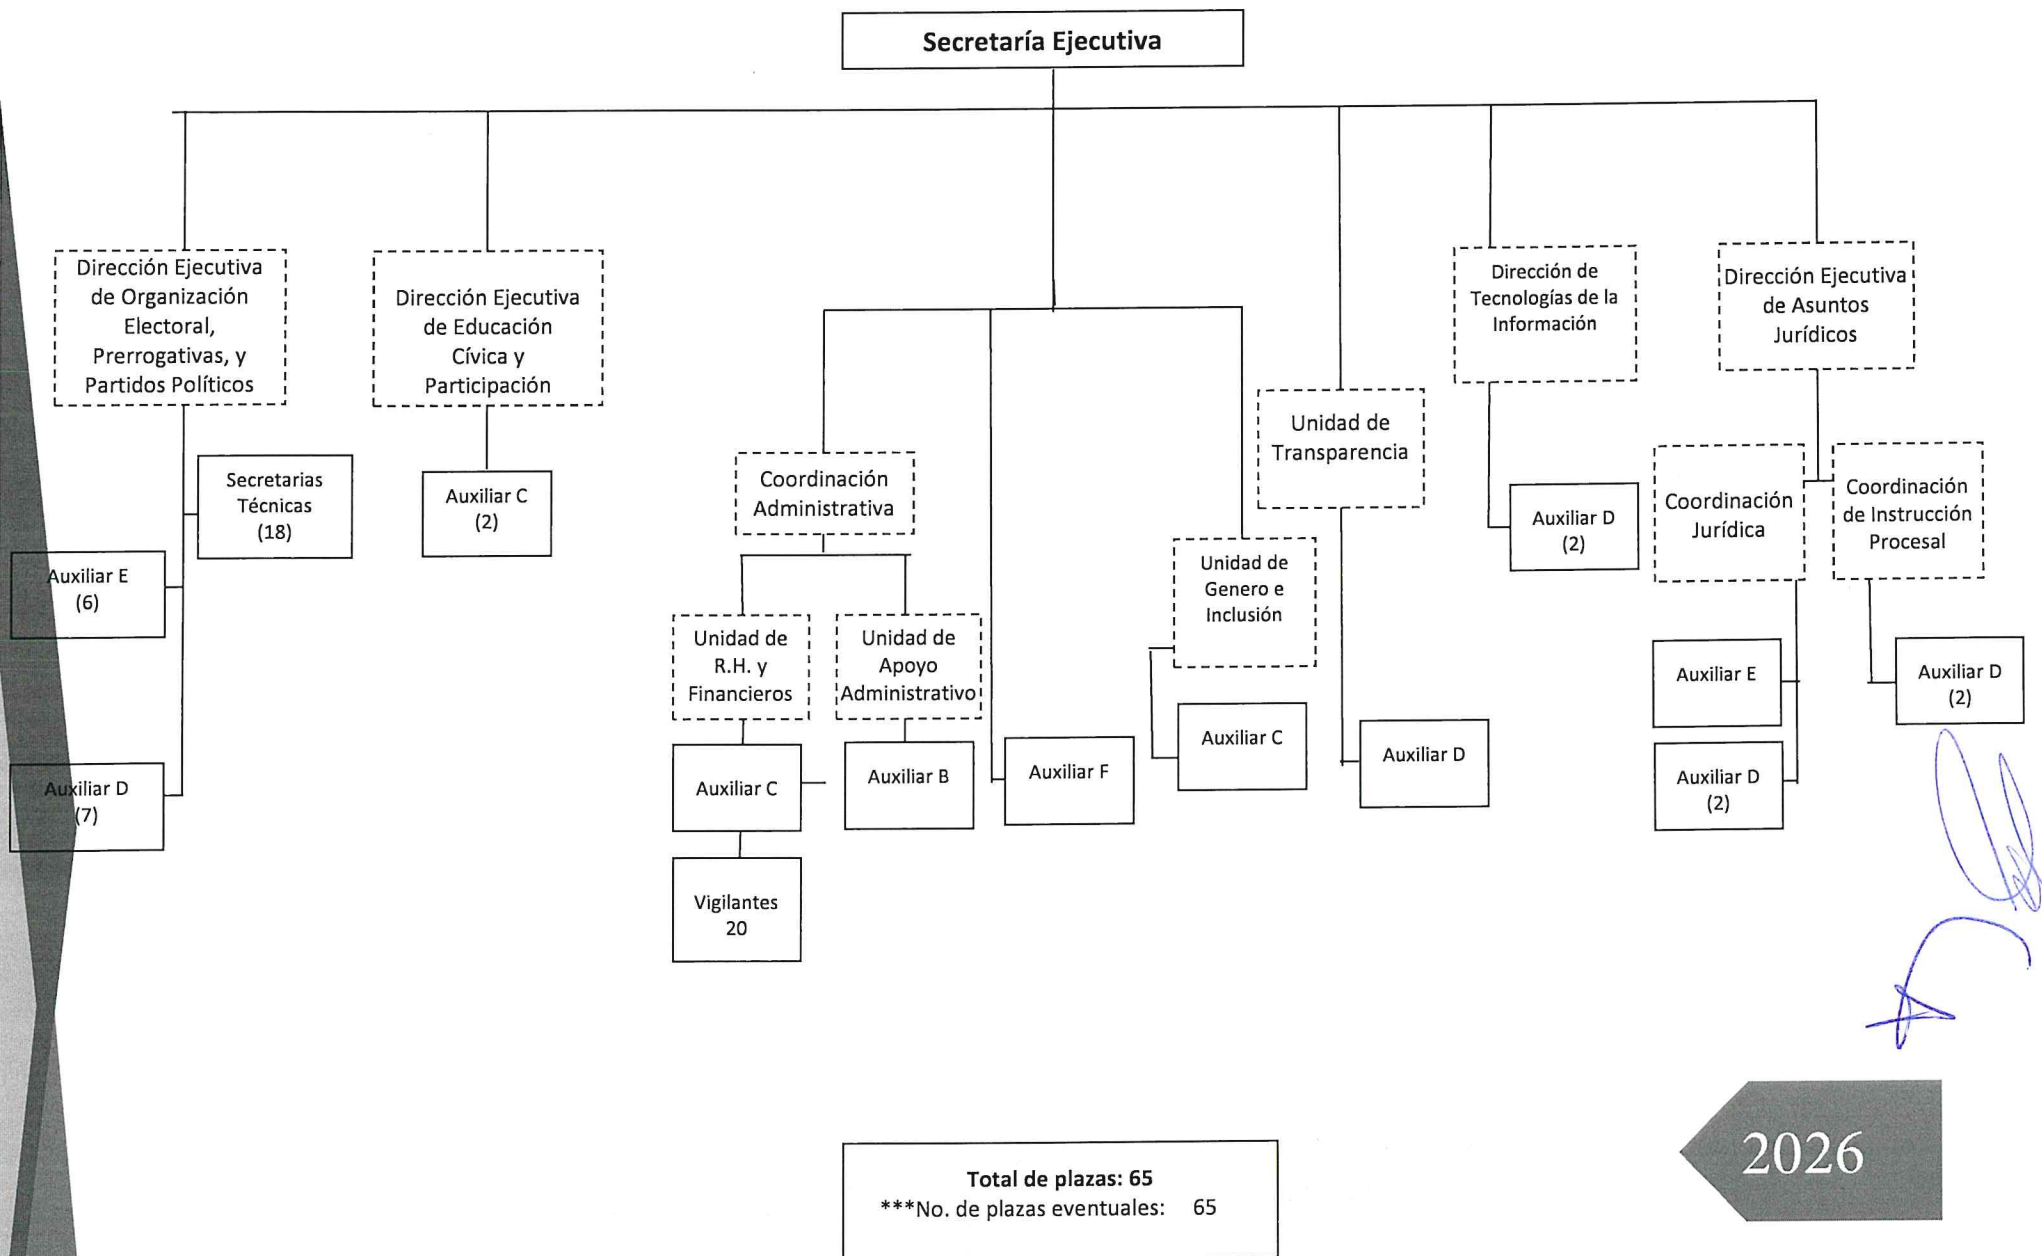 Secretaría Ejecutiva
Dirección Ejecutiva
de Organización
Electoral,
Prerrogativas, y
Partidos Políticos
Dirección Ejecutiva
de Educación
Cívica y
Participación
Dirección de
Tecnologías de la
Información
Dirección Ejecutiva
de Asuntos
Jurídicos
Unidad de
Transparencia
Secretarias
Técnicas
(18)
Auxiliar C
(2)
Coordinación
Administrativa
Auxiliar D
(2)
Coordinación
Jurídica
Coordinación
de Instrucción
Procesal
Auxiliar E
(6)
Unidad de
Genero e
Inclusión
Unidad de
R.H. y
Financieros
Unidad de
Apoyo
Administrativo
Auxiliar E
Auxiliar D
(2)
Auxiliar D
(7)
Auxiliar C
Auxiliar B
Auxiliar F
Auxiliar C
Auxiliar D
Auxiliar D
(2)
Vigilantes
20
2026
Total de plazas: 65
***No. de plazas eventuales: 65